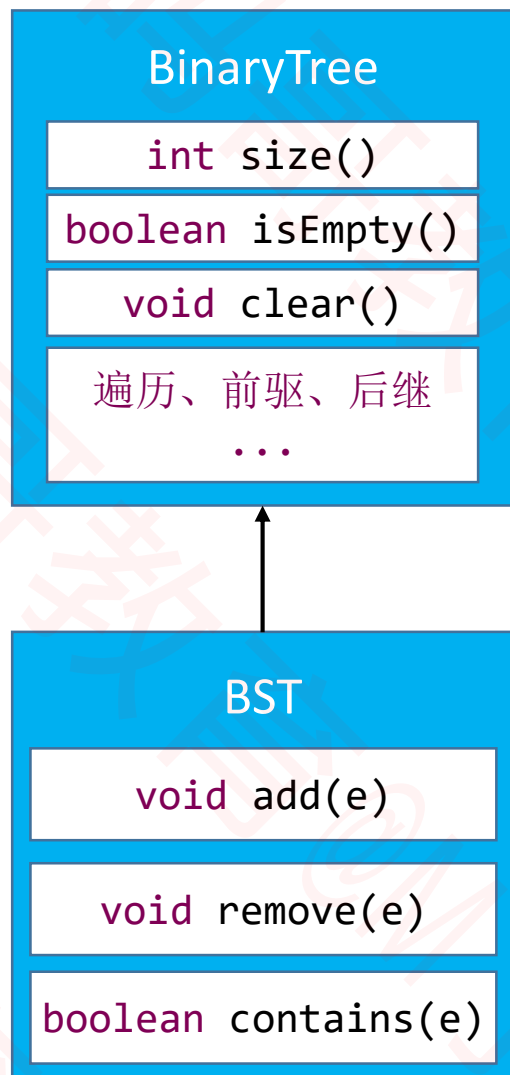 BinaryTree
int size()
boolean isEmpty()
void clear()
遍历、前驱、后继
...
BST
void add(e)
void remove(e)
boolean contains(e)